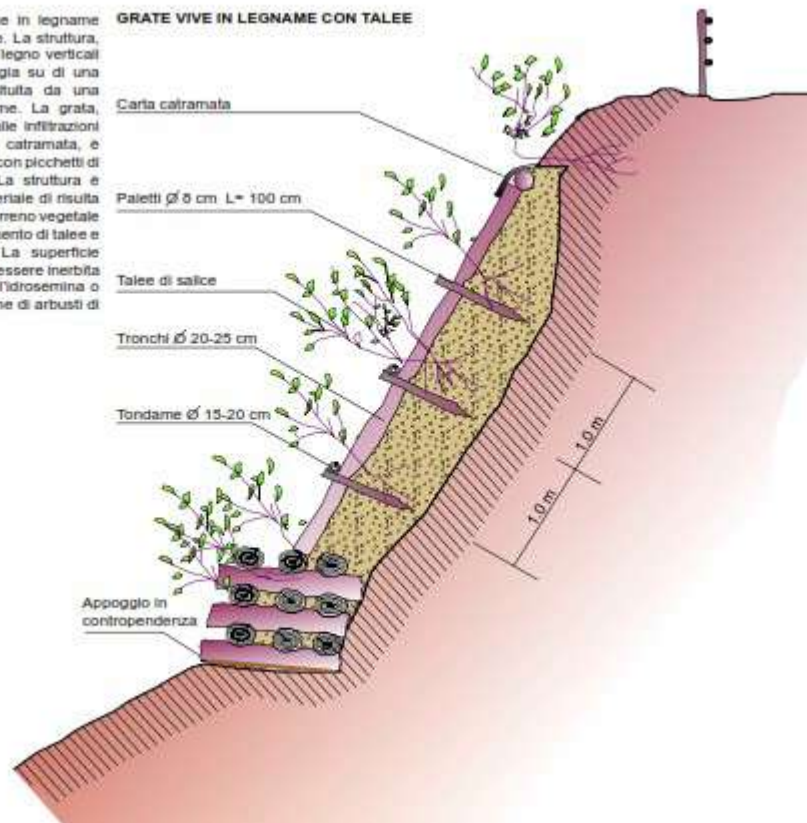 e in legname
e. La struttura,
legno verticali
gia su di una
ituita da una
me. La grata,
lle infiltrazioni
catramata, e
con picchetti di
La struttura è
eriale di risulta
rreno vegetale
ento di talee e
La superficie
essere inerbita
l'idrosemina o
ne di arbusti di
GRATE VIVE IN LEGNAME CON TALEE
Carta catramata
Paletti Ø 8 cm L= 100 cm
Talee di salice
Tronchi Ø 20-25 cm
Tondame Ø 15-20 cm
Appoggio in
contropendenza
1.0 m
1.0 m